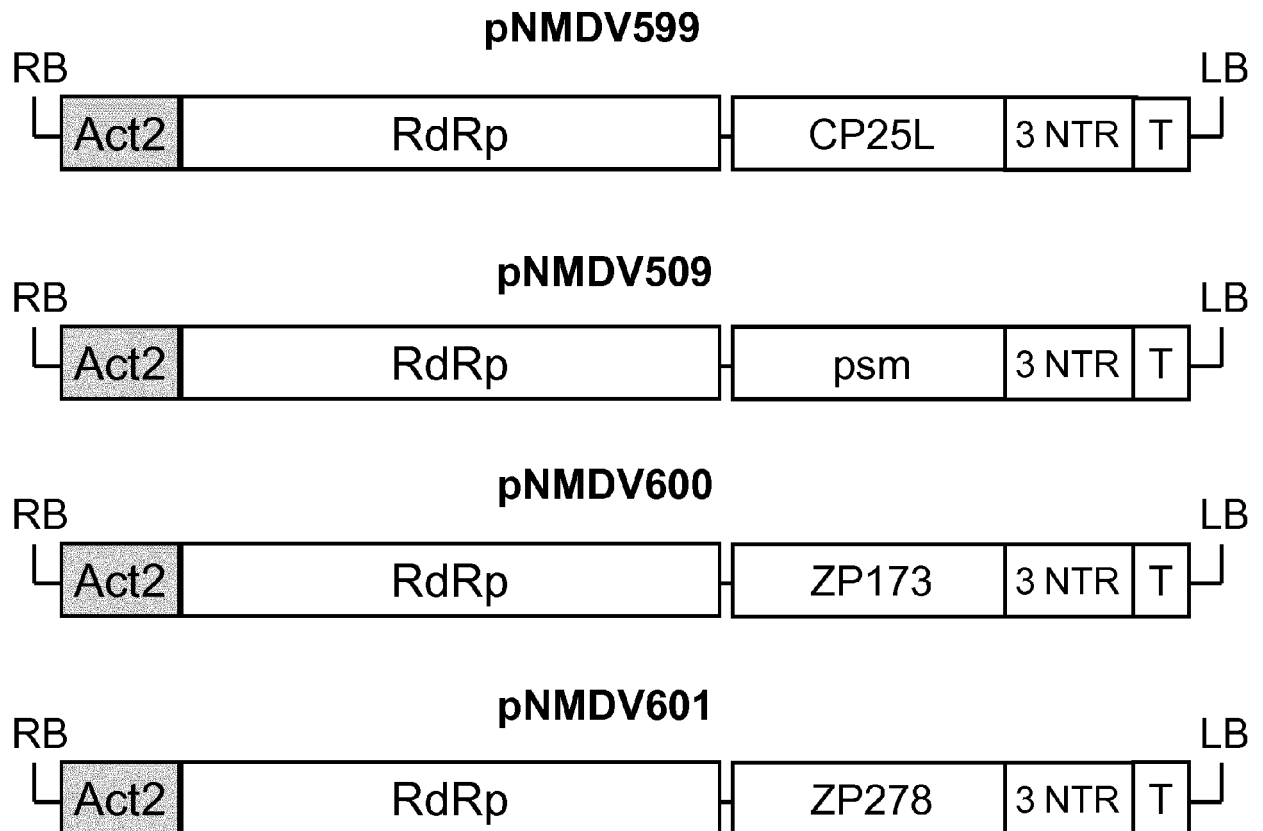 pNMDV599
RB LB
Act2 RdRp CP25L 3 NTR T
pNMDV509
RB LB
Act2 RdRp psm 3 NTR T
pNMDV600
RB LB
Act2 RdRp ZP173 3 NTR T
pNMDV601
RB LB
Act2 RdRp ZP278 3 NTR T